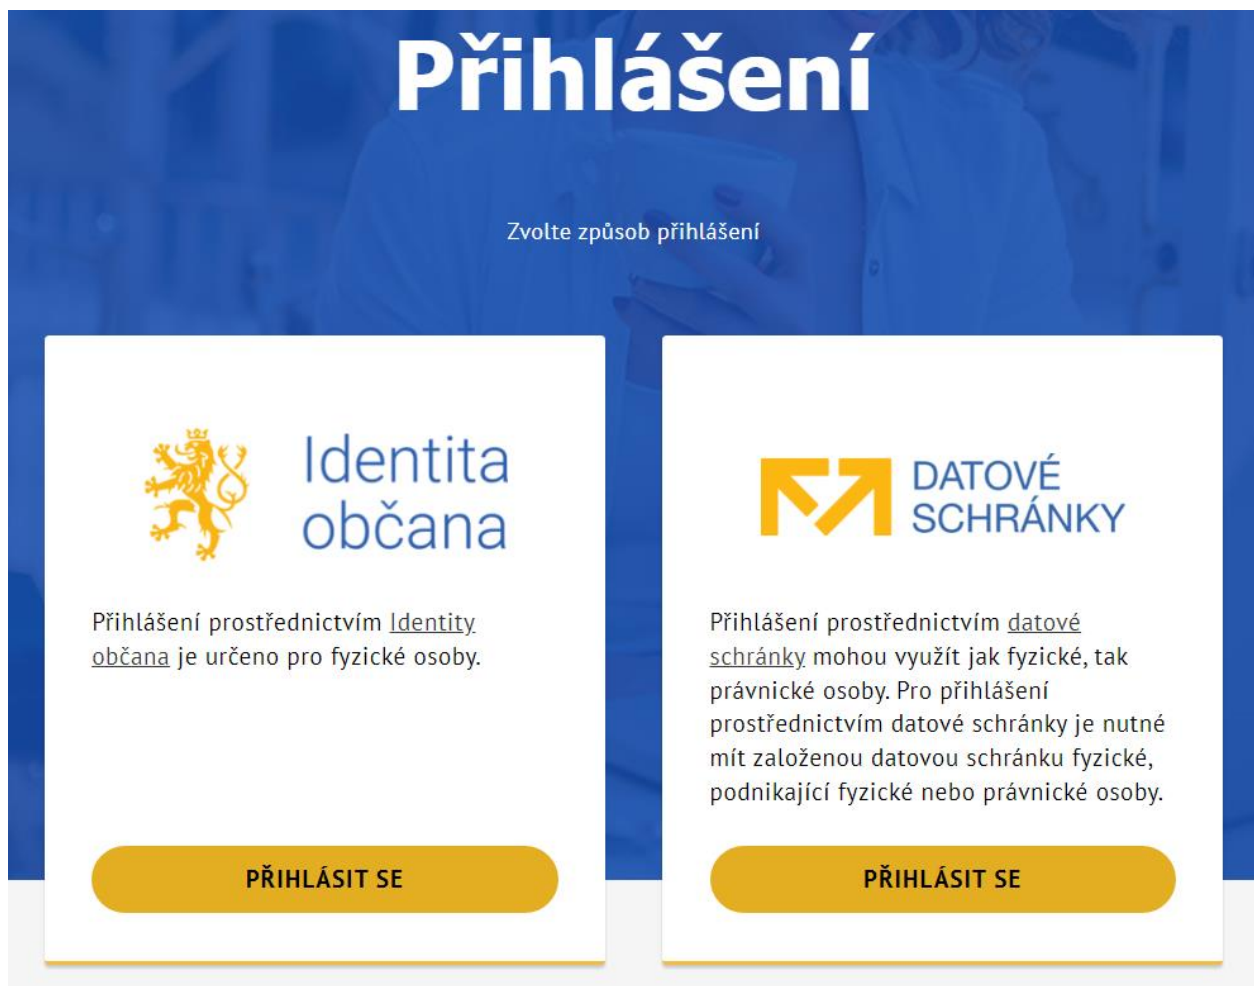 Přihlášení
Zvolte způsob přihlášení
Identita
občana
Přihlášení prostřednictvím Identity
občana je určeno pro fyzické osoby.
PŘIHLÁSIT SE
DATOVÉ
SCHRÁNKY
Přihlášení prostřednictvím datové
schránky mohou využít jak fyzické, tak
právnické osoby. Pro přihlášení
prostřednictvím datové schránky je nutné
mít založenou datovou schránku fyzické,
podnikající fyzické nebo právnické osoby.
PŘIHLÁSIT SE